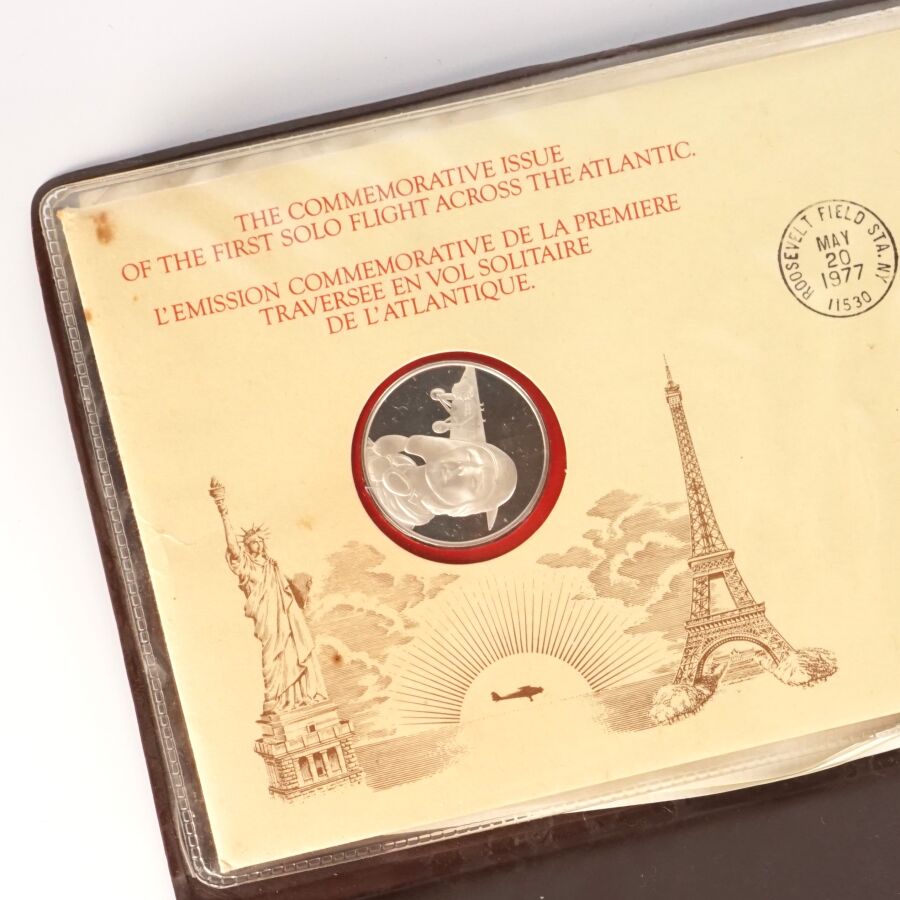 THE COMMEMORATIVE ISSUE
OF THE FIRST SOLO FLIGHT ACROSS THE ATLANTIC.
L'EMISSION COMMEMORATIVE DE LA PREMIERE
TRAVERSEE EN VOL SOLITAIRE
DE L'ATLANTIQUE.
ROOSEVELT FIELD STA. NY
MAY
20
1977
11530